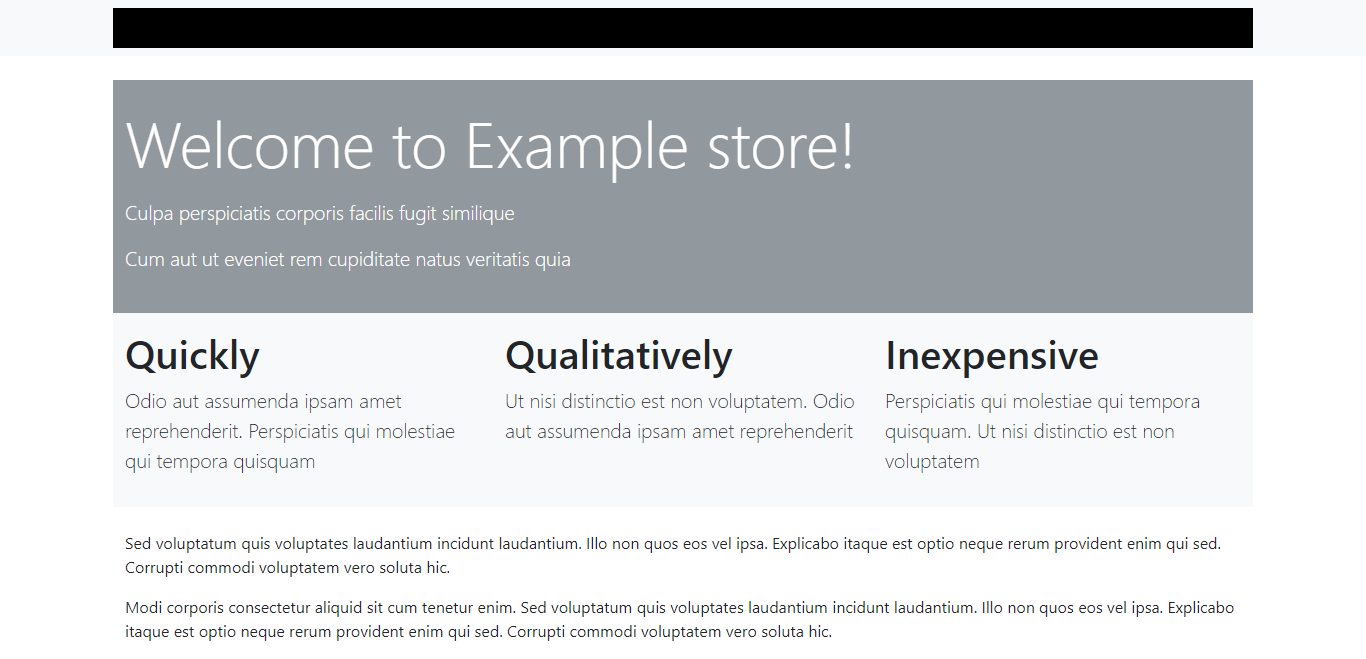 Welcome to Example store!
Culpa perspiciatis corporis facilis fugit similique
Cum aut ut eveniet rem cupiditate natus veritatis quia
Quickly
Odio aut assumenda ipsam amet
reprehenderit. Perspiciatis qui molestiae
qui tempora quisquam
Qualitatively
Ut nisi distinctio est non voluptatem. Odio
aut assumenda ipsam amet reprehenderit
Inexpensive
Perspiciatis qui molestiae qui tempora
quisquam. Ut nisi distinctio est non
voluptatem
Sed voluptatum quis voluptates laudantium incidunt laudantium. Illo non quos eos vel ipsa. Explicabo itaque est optio neque rerum provident enim qui sed.
Corrupti commodi voluptatem vero soluta hic.
Modi corporis consectetur aliquid sit cum tenetur enim. Sed voluptatum quis voluptates laudantium incidunt laudantium. Illo non quos eos vel ipsa. Explicabo
itaque est optio neque rerum provident enim qui sed. Corrupti commodi voluptatem vero soluta hic.